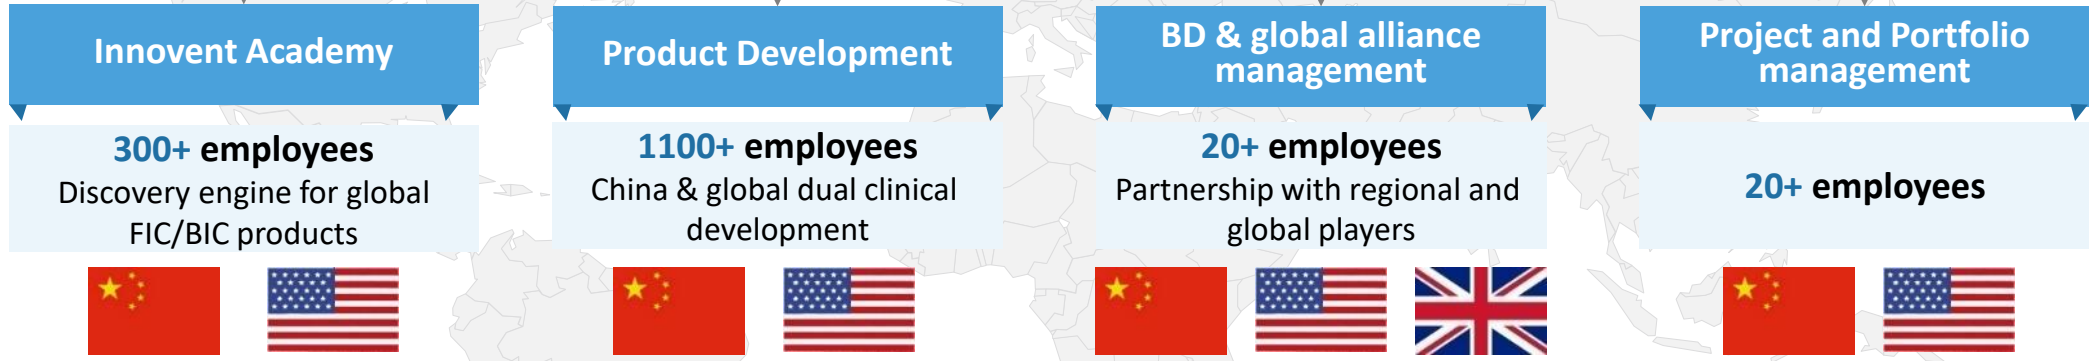 Innovent Academy
300+ employees
Discovery engine for global
FIC/BIC products
Product Development
1100+ employees
China & global dual clinical
development
BD & global alliance
management
20+ employees
Partnership with regional and
global players
Project and Portfolio
management
20+ employees